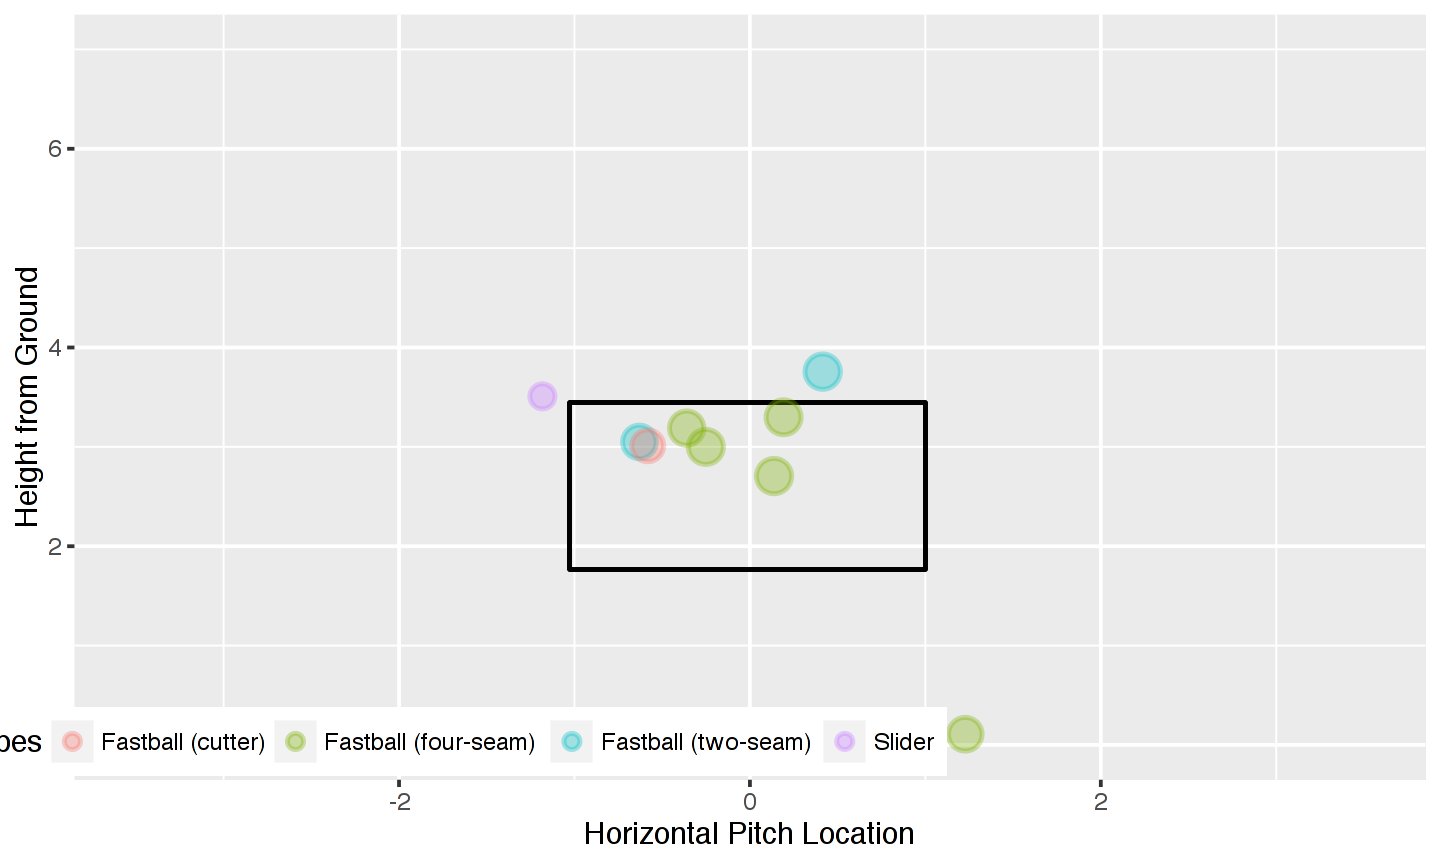 Height from Ground
6
4
2
pes Fastball (cutter) Fastball (four-seam) Fastball (two-seam) Slider
-2 0 2
Horizontal Pitch Location